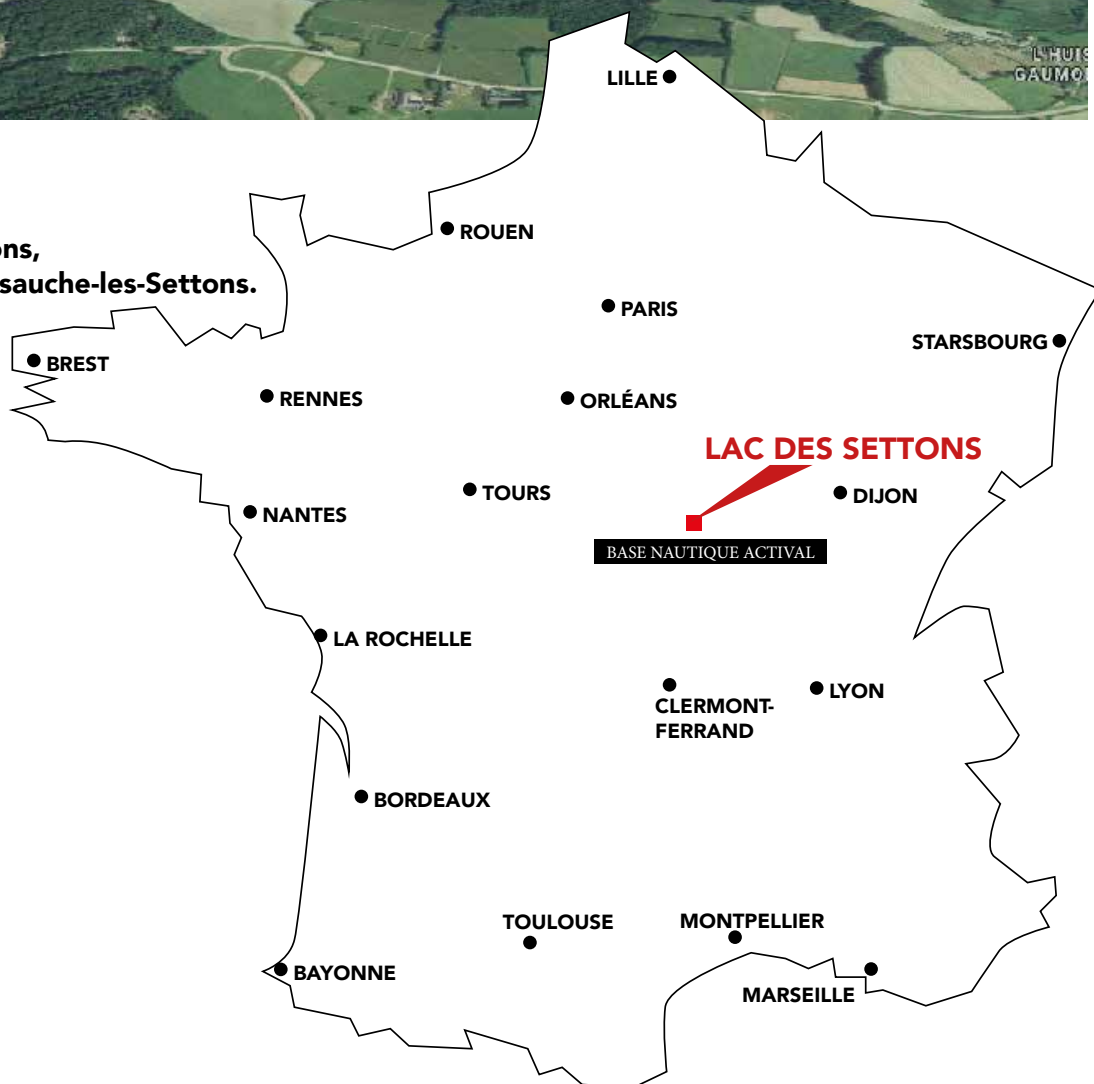 L'HUIS
GAUMO
LILLE
ROUEN
ons,
sauche-les-Settons.
PARIS
STARSBOURG
BREST
RENNES
ORLÉANS
LAC DES SETTONS
TOURS
DIJON
NANTES
BASE NAUTIQUE ACTIVAL
LA ROCHELLE
CLERMONT-
FERRAND
LYON
BORDEAUX
TOULOUSE
MONTPELLIER
BAYONNE
MARSEILLE